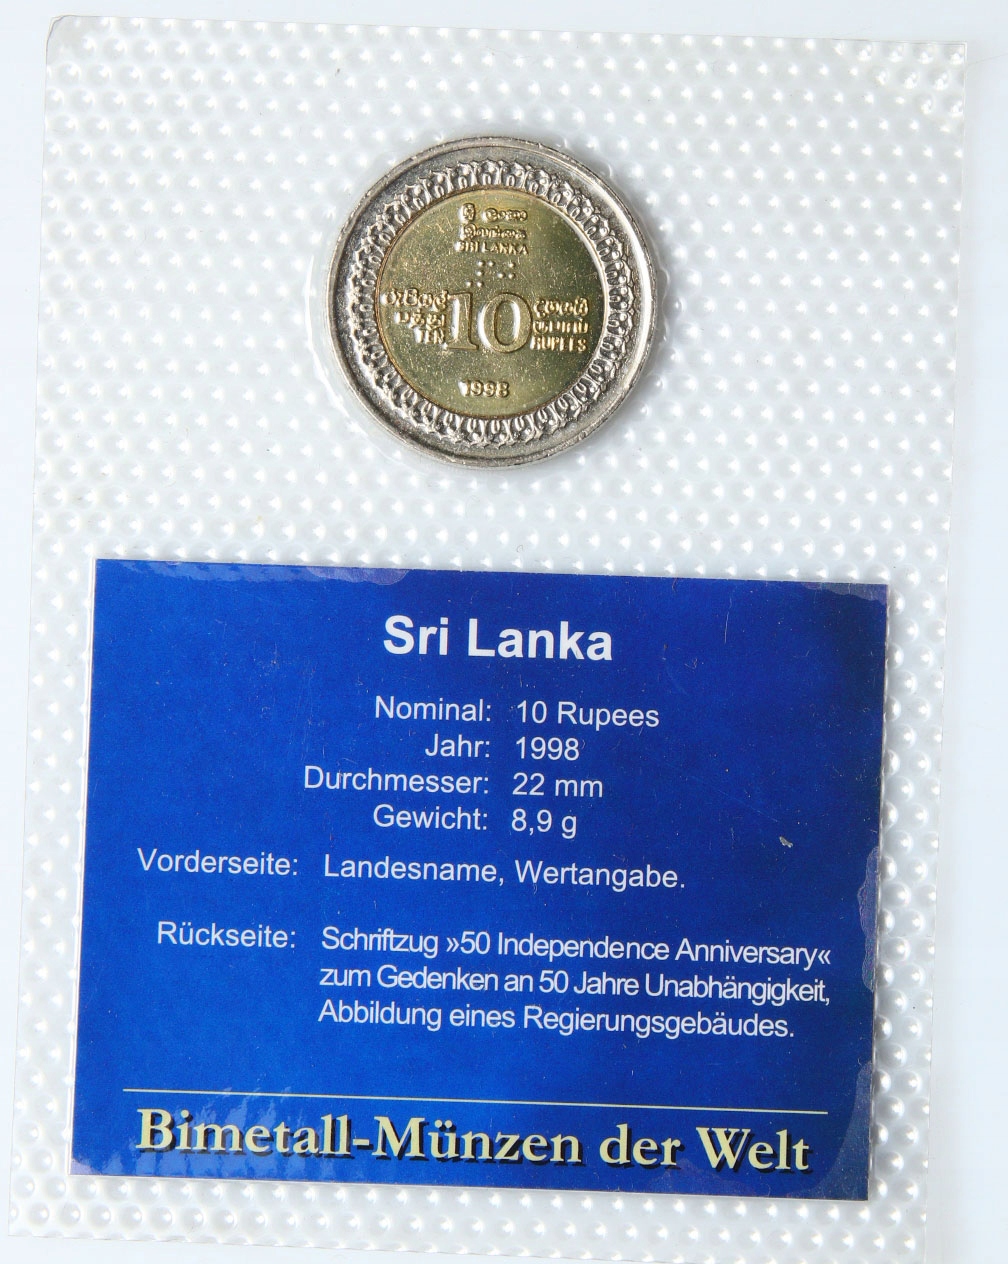 SRI LANKA
10
TEN
RUPEES
1998
Sri Lanka
Nominal: 10 Rupees
Jahr: 1998
Durchmesser: 22 mm
Gewicht: 8,9 g
Vorderseite: Landesname, Wertangabe.
Rückseite: Schriftzug »50 Independence Anniversary«
zum Gedenken an 50 Jahre Unabhängigkeit,
Abbildung eines Regierungsgebäudes.
Bimetall-Münzen der Welt